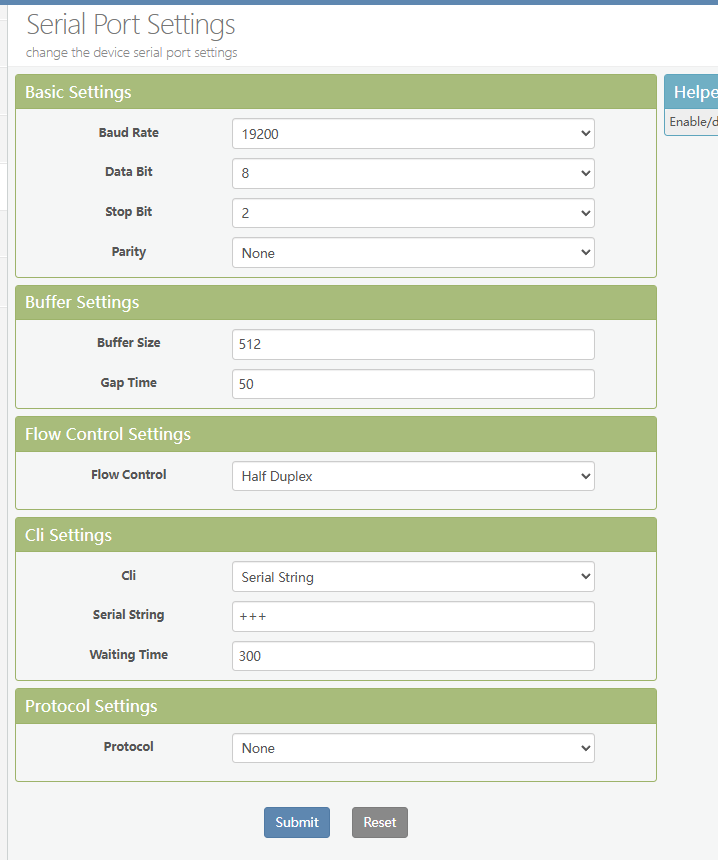 Serial Port Settings
change the device serial port settings
Basic Settings
Baud Rate 19200
Data Bit 8
Stop Bit 2
Parity None
Buffer Settings
Buffer Size 512
Gap Time 50
Flow Control Settings
Flow Control Half Duplex
Cli Settings
Cli Serial String
Serial String +++
Waiting Time 300
Protocol Settings
Protocol None
Submit Reset
Helpe
Enable/d